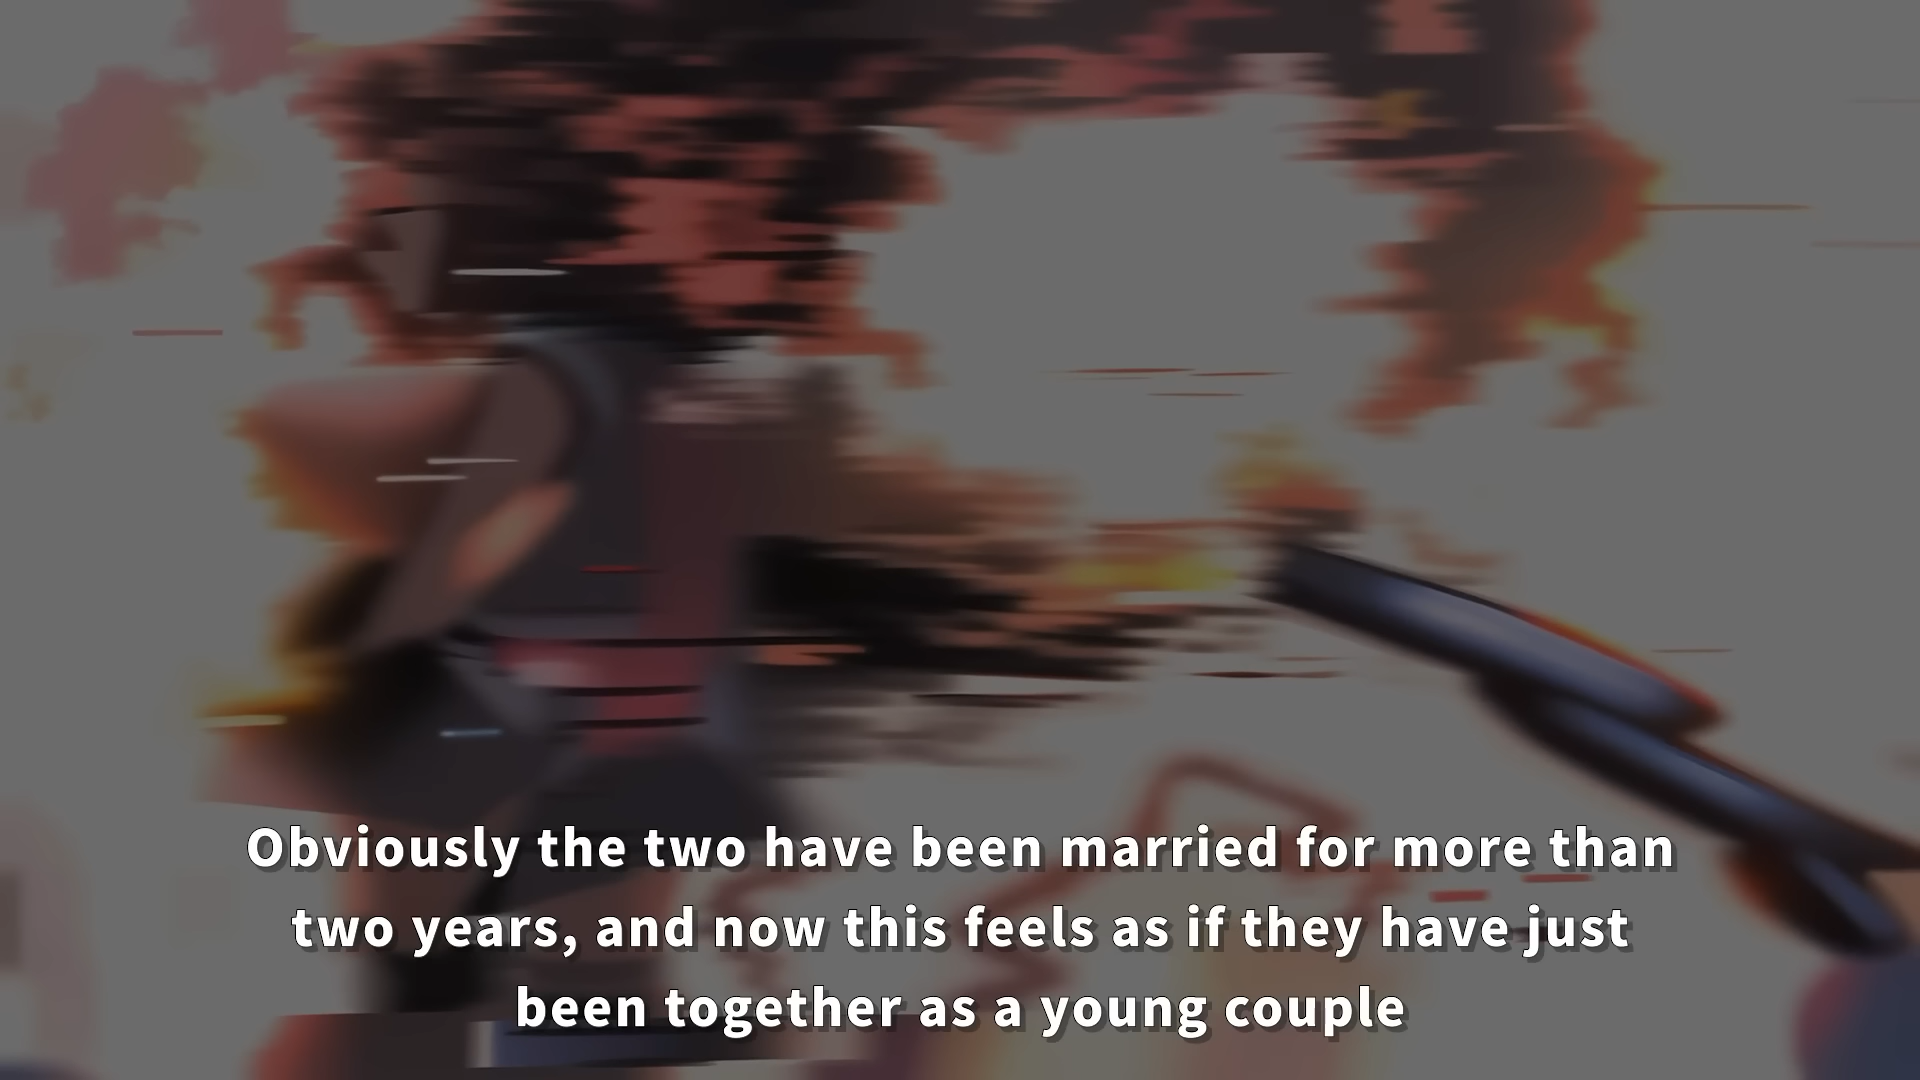 Obviously the two have been married for more than
two years, and now this feels as if they have just
been together as a young couple